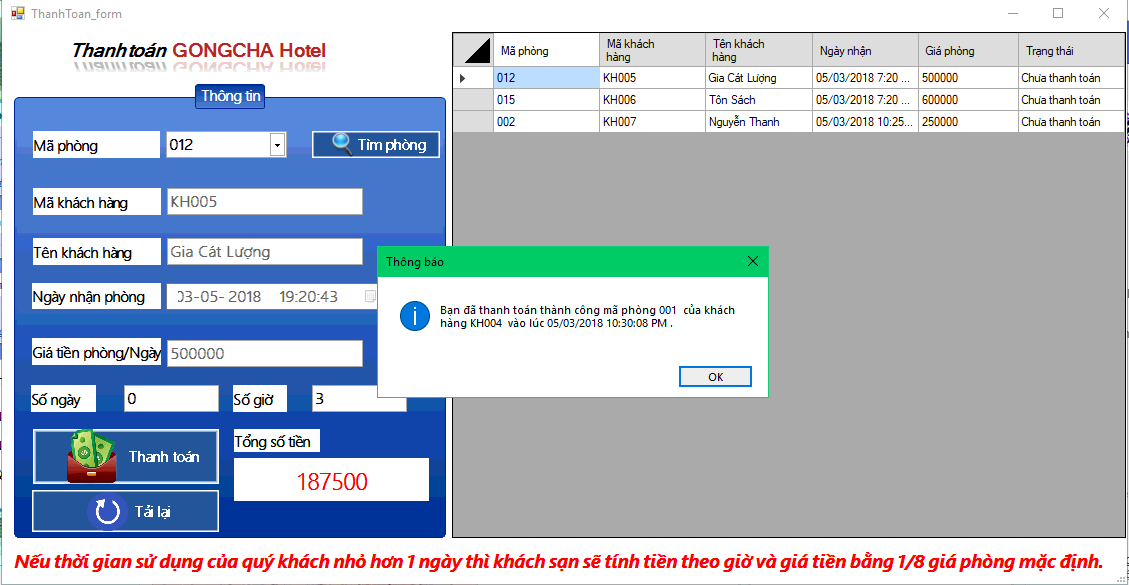 ThanhToan_form
Thanh toán GONGCHA Hotel
Thông tin
Mã phòng
012
Tìm phòng
Mã khách hàng
KH005
Tên khách hàng
Gia Cát Lượng
Ngày nhận phòng
03-05- 2018 19:20:43
Giá tiền phòng/Ngày
500000
Số ngày
0
Số giờ
3
Thanh toán
Tổng số tiền
187500
Tải lại
Mã phòng
Mã khách hàng
Tên khách hàng
Ngày nhận
Giá phòng
Trạng thái
012 KH005 Gia Cát Lượng 05/03/2018 7:20 ... 500000 Chưa thanh toán
015 KH006 Tôn Sách 05/03/2018 7:20 ... 600000 Chưa thanh toán
002 KH007 Nguyễn Thanh 05/03/2018 10:25... 250000 Chưa thanh toán
Thông báo
Bạn đã thanh toán thành công mã phòng 001 của khách
hàng KH004 vào lúc 05/03/2018 10:30:08 PM .
OK
Nếu thời gian sử dụng của quý khách nhỏ hơn 1 ngày thì khách sạn sẽ tính tiền theo giờ và giá tiền bằng 1/8 giá phòng mặc định.